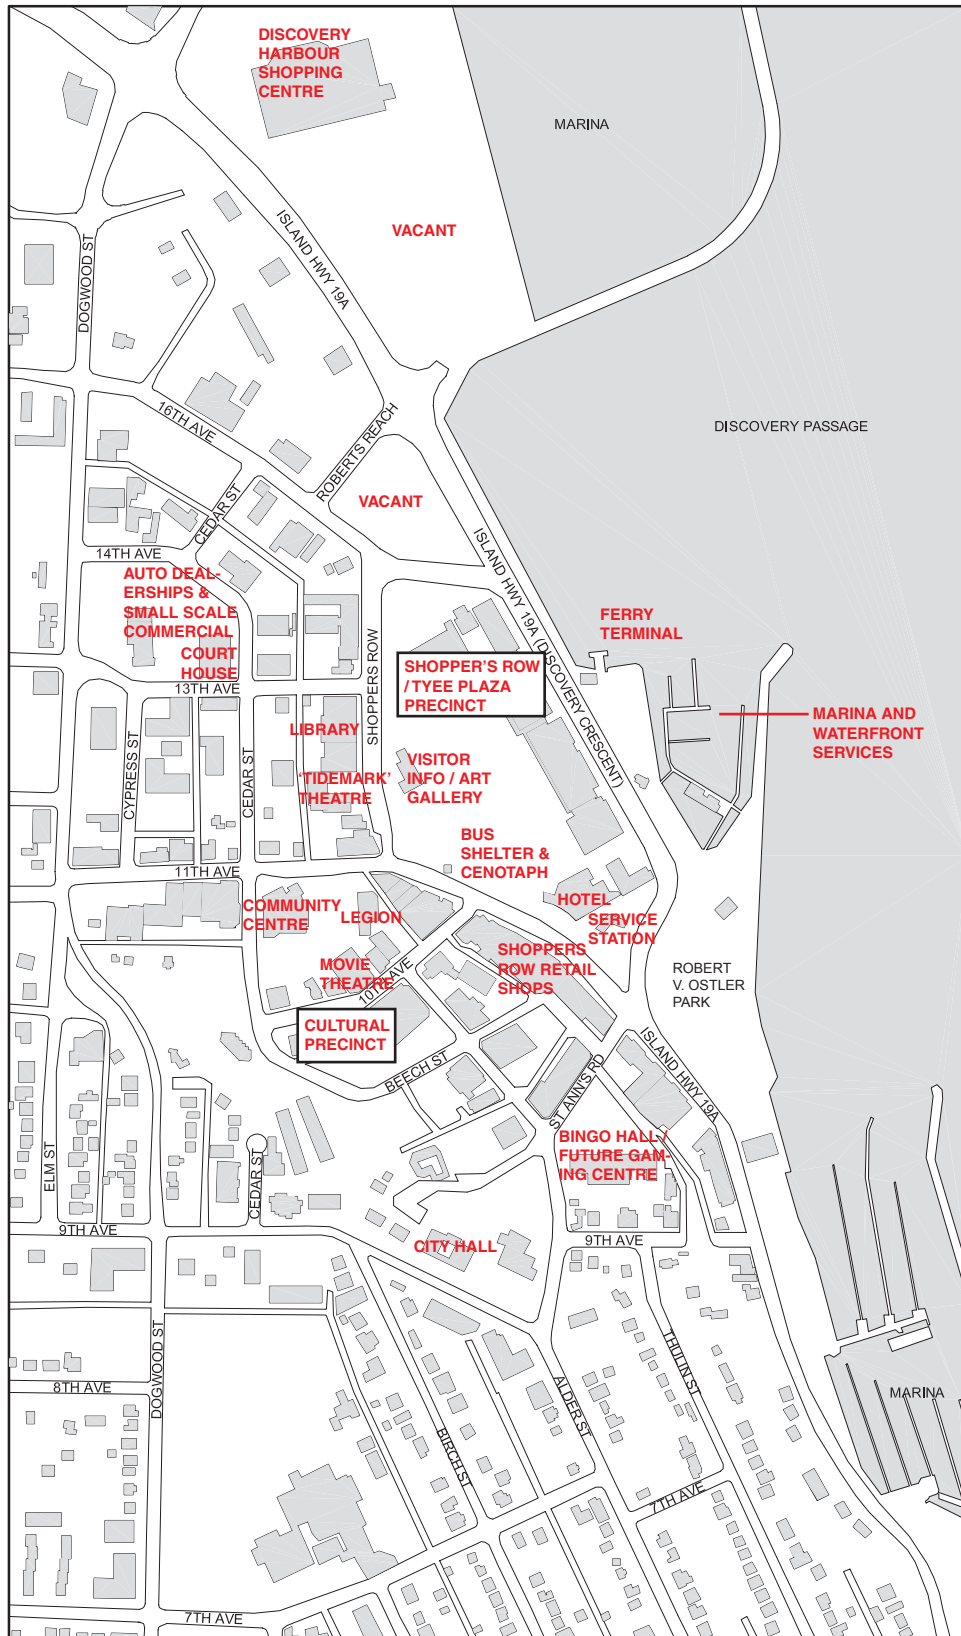 DISCOVERY
HARBOUR
SHOPPING
CENTRE
MARINA
VACANT
ISLAND HWY 19A
DOGWOOD ST
16TH AVE
ROBERTS REACH
DISCOVERY PASSAGE
VACANT
CEDAR ST
14TH AVE
ISLAND HWY 19A (DISCOVERY CRESCENT)
AUTO DEAL-
ERSHIPS &
SMALL SCALE
COMMERCIAL
COURT
HOUSE
13TH AVE
FERRY
TERMINAL
SHOPPERS ROW
SHOPPER'S ROW
/ TYEE PLAZA
PRECINCT
MARINA AND
WATERFRONT
SERVICES
LIBRARY
CYPRESS ST
CEDAR ST
'TIDEMARK'
THEATRE
VISITOR
INFO / ART
GALLERY
BUS
SHELTER &
CENOTAPH
11TH AVE
COMMUNITY
CENTRE
LEGION
HOTEL
SERVICE
STATION
SHOPPERS
ROW RETAIL
SHOPS
MOVIE
THEATRE
10TH AVE
ROBERT
V. OSTLER
PARK
CULTURAL
PRECINCT
BEECH ST
ST ANN'S RD
ISLAND HWY 19A
BINGO HALL /
FUTURE GAM-
ING CENTRE
ELM ST
CEDAR ST
9TH AVE
CITY HALL
9TH AVE
DOGWOOD ST
8TH AVE
BIRCH ST
ALDER ST
THULIN ST
MARINA
7TH AVE
7TH AVE